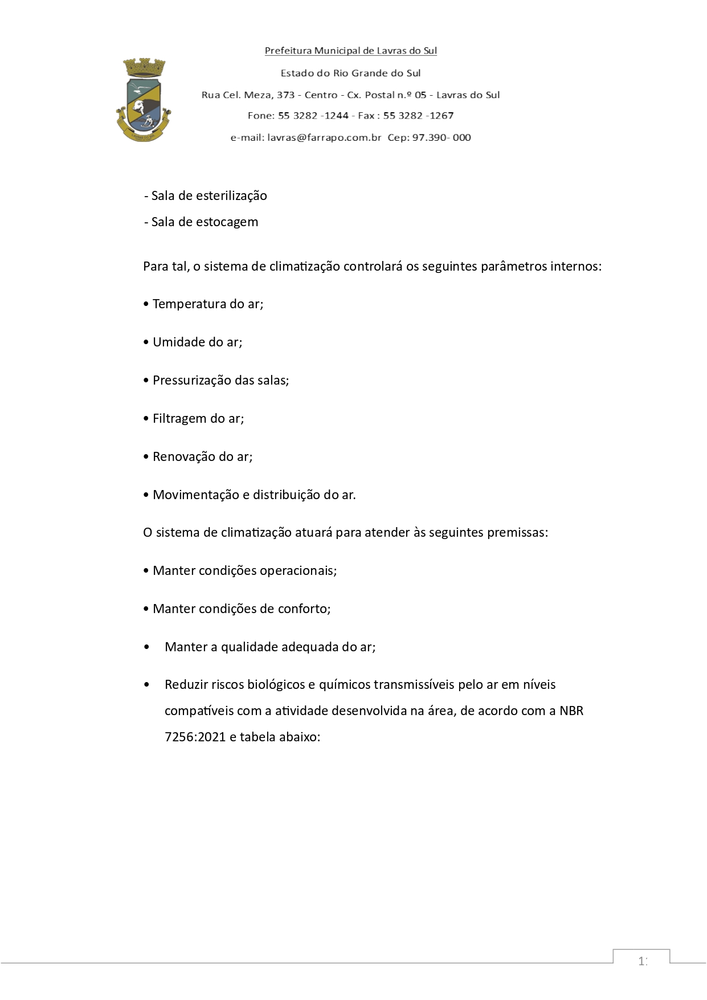 Prefeitura Municipal de Lavras do Sul
Estado do Rio Grande do Sul
Rua Cel. Meza, 373 - Centro - Cx. Postal n.º 05 - Lavras do Sul
Fone: 55 3282 -1244 - Fax : 55 3282 -1267
e-mail: lavras@farrapo.com.br  Cep: 97.390- 000
LAVRAS DO SUL
- Sala de esterilização
- Sala de estocagem
Para tal, o sistema de climatização controlará os seguintes parâmetros internos:
• Temperatura do ar;
• Umidade do ar;
• Pressurização das salas;
• Filtragem do ar;
• Renovação do ar;
• Movimentação e distribuição do ar.
O sistema de climatização atuará para atender às seguintes premissas:
• Manter condições operacionais;
• Manter condições de conforto;
• Manter a qualidade adequada do ar;
• Reduzir riscos biológicos e químicos transmissíveis pelo ar em níveis
compatíveis com a atividade desenvolvida na área, de acordo com a NBR
7256:2021 e tabela abaixo: